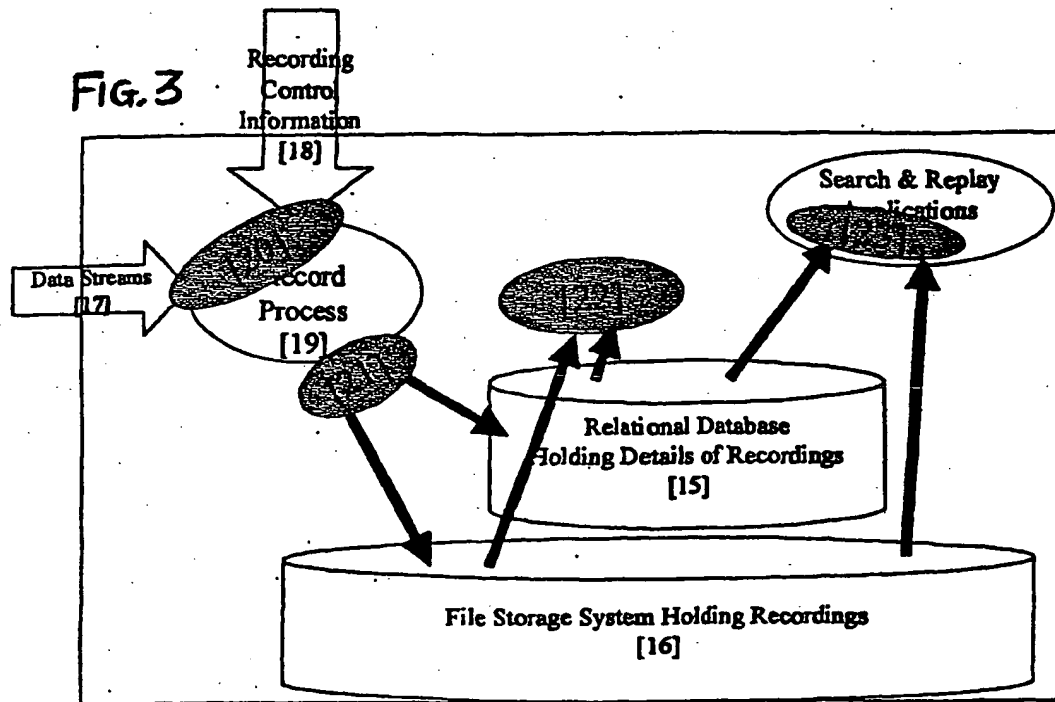 FIG. 3
Recording
Control
Information
[18]
Search & Replay
Applications
Data Streams
[17]
Record
Process
[19]
Relational Database
Holding Details of Recordings
[15]
File Storage System Holding Recordings
[16]